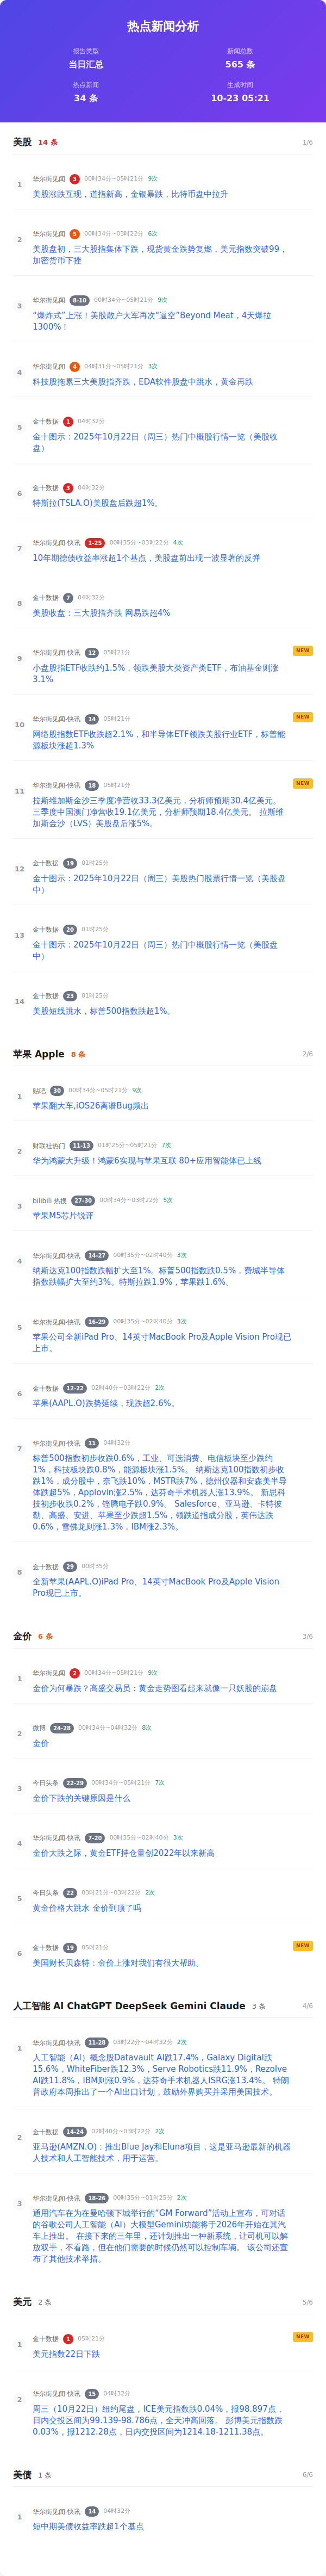 热点新闻分析
报告类型
新闻总数
当日汇总
565 条
热点新闻
生成时间
34 条
10-23 05:21
美股 14 条 1/6
1
华尔街见闻 3 00时34分~05时21分 9次
美股涨跌互现，道指新高，金银暴跌，比特币盘中拉升
2
华尔街见闻 5 00时34分~03时22分 6次
美股盘初，三大股指集体下跌，现货黄金跌势复燃，美元指数突破99，
加密货币下挫
3
华尔街见闻 8-10 00时34分~05时21分 9次
“爆炸式”上涨！美股散户大军再次“逼空”Beyond Meat，4天爆拉
1300%！
4
华尔街见闻 4 04时31分~05时21分 3次
科技股拖累三大美股指齐跌，EDA软件股盘中跳水，黄金再跌
5
金十数据 1 04时32分
金十图示：2025年10月22日（周三）热门中概股行情一览（美股收
盘）
6
金十数据 3 04时32分
特斯拉(TSLA.O)美股盘后跌超1%。
7
华尔街见闻-快讯 1-25 00时35分~03时22分 4次
10年期德债收益率涨超1个基点，美股盘前出现一波显著的反弹
8
金十数据 7 04时32分
美股收盘：三大股指齐跌 网易跌超4%
9
华尔街见闻-快讯 12 05时21分
NEW
小盘股指ETF收跌约1.5%，领跌美股大类资产类ETF，布油基金则涨
3.1%
10
华尔街见闻-快讯 14 05时21分
NEW
网络股指数ETF收跌超2.1%，和半导体ETF领跌美股行业ETF，标普能
源板块涨超1.3%
11
华尔街见闻-快讯 18 05时21分
NEW
拉斯维加斯金沙三季度净营收33.3亿美元，分析师预期30.4亿美元。
三季度中国澳门净营收19.1亿美元，分析师预期18.4亿美元。 拉斯维
加斯金沙（LVS）美股盘后涨5%。
12
金十数据 19 01时25分
金十图示：2025年10月22日（周三）美股热门股票行情一览（美股盘
中）
13
金十数据 20 01时25分
金十图示：2025年10月22日（周三）热门中概股行情一览（美股盘
中）
14
金十数据 23 01时25分
美股短线跳水，标普500指数跌超1%。
苹果 Apple 8 条 2/6
1
贴吧 30 00时34分~05时21分 9次
苹果翻大车,iOS26离谱Bug频出
2
财联社热门 11-13 01时25分~05时21分 7次
华为鸿蒙大升级！鸿蒙6实现与苹果互联 80+应用智能体已上线
3
bilibili 热搜 27-30 00时34分~03时22分 5次
苹果M5芯片锐评
4
华尔街见闻-快讯 14-27 00时35分~02时40分 3次
纳斯达克100指数跌幅扩大至1%。标普500指数跌0.5%，费城半导体
指数跌幅扩大至约3%。特斯拉跌1.9%，苹果跌1.6%。
5
华尔街见闻-快讯 16-29 00时35分~02时40分 3次
苹果公司全新iPad Pro、14英寸MacBook Pro及Apple Vision Pro现已
上市。
6
金十数据 12-22 02时40分~03时22分 2次
苹果(AAPL.O)跌势延续，现跌超2.6%。
7
华尔街见闻-快讯 11 04时32分
标普500指数初步收跌0.6%，工业、可选消费、电信板块至少跌约
1%，科技板块跌0.8%，能源板块涨1.5%。 纳斯达克100指数初步收
跌1%，成分股中，奈飞跌10%，MSTR跌7%，德州仪器和安森美半导
体跌超5%，Applovin涨2.5%，达芬奇手术机器人涨13.9%。 新思科
技初步收跌0.2%，铿腾电子跌0.9%。 Salesforce、亚马逊、卡特彼
勒、高盛、安进、苹果至少跌超1.5%，领跌道指成分股，英伟达跌
0.6%，雪佛龙则涨1.3%，IBM涨2.3%。
8
金十数据 29 00时35分
全新苹果(AAPL.O)iPad Pro、14英寸MacBook Pro及Apple Vision
Pro现已上市。
金价 6 条 3/6
1
华尔街见闻 2 00时34分~05时21分 9次
金价为何暴跌？高盛交易员：黄金走势图看起来就像一只妖股的崩盘
2
微博 24-28 00时34分~04时32分 8次
金价
3
今日头条 22-29 00时34分~05时21分 7次
金价下跌的关键原因是什么
4
华尔街见闻-快讯 7-20 00时35分~02时40分 3次
金价大跌之际，黄金ETF持仓量创2022年以来新高
5
今日头条 22 03时21分~03时22分 2次
黄金价格大跳水 金价到顶了吗
6
金十数据 19 05时21分
NEW
美国财长贝森特：金价上涨对我们有很大帮助。
人工智能 AI ChatGPT DeepSeek Gemini Claude 3 条 4/6
1
华尔街见闻-快讯 11-28 03时22分~04时32分 2次
人工智能（AI）概念股Datavault AI跌17.4%，Galaxy Digital跌
15.6%，WhiteFiber跌12.3%，Serve Robotics跌11.9%，Rezolve
AI跌11.8%，IBM则涨0.9%，达芬奇手术机器人ISRG涨13.4%。 特朗
普政府本周推出了一个AI出口计划，鼓励外界购买并采用美国技术。
2
金十数据 14-24 02时40分~03时22分 2次
亚马逊(AMZN.O)：推出Blue Jay和Eluna项目，这是亚马逊最新的机器
人技术和人工智能技术，用于运营。
3
华尔街见闻-快讯 18-26 00时35分~01时25分 2次
通用汽车在为在曼哈顿下城举行的“GM Forward”活动上宣布，可对话
的谷歌公司人工智能（AI）大模型Gemini功能将于2026年开始在其汽
车上推出。 在接下来的三年里，还计划推出一种新系统，让司机可以解
放双手，不看路，但在他们需要的时候仍然可以控制车辆。 该公司还宣
布了其他技术举措。
美元 2 条 5/6
1
金十数据 1 05时21分
NEW
美元指数22日下跌
2
华尔街见闻-快讯 15 04时32分
周三（10月22日）纽约尾盘，ICE美元指数跌0.04%，报98.897点，
日内交投区间为99.139-98.786点，全天冲高回落。 彭博美元指数跌
0.03%，报1212.28点，日内交投区间为1214.18-1211.38点。
美债 1 条 6/6
1
华尔街见闻-快讯 14 04时32分
短中期美债收益率跌超1个基点